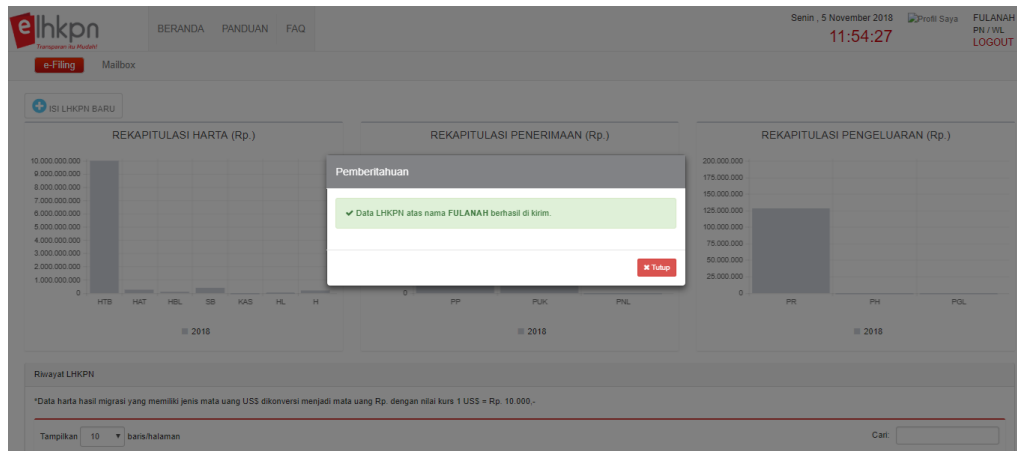 elhkpn
Transparan itu Mudah!
BERANDA PANDUAN FAQ
Senin , 5 November 2018
11:54:27
Profil Saya
FULANAH
PN / WL
LOGOUT
e-Filing Mailbox
ISI LHKPN BARU
REKAPITULASI HARTA (Rp.)
10.000.000.000
9.000.000.000
8.000.000.000
7.000.000.000
6.000.000.000
5.000.000.000
4.000.000.000
3.000.000.000
2.000.000.000
1.000.000.000
0
HTB HAT HBL SB KAS HL H
2018
REKAPITULASI PENERIMAAN (Rp.)
0
PP PUK PNL
2018
REKAPITULASI PENGELUARAN (Rp.)
200.000.000
175.000.000
150.000.000
125.000.000
100.000.000
75.000.000
50.000.000
25.000.000
0
PR PH PGL
2018
Pemberitahuan
Data LHKPN atas nama FULANAH berhasil di kirim.
Tutup
Riwayat LHKPN
*Data harta hasil migrasi yang memiliki jenis mata uang US$ dikonversi menjadi mata uang Rp. dengan nilai kurs 1 US$ = Rp. 10.000,-
Tampilkan 10 baris/halaman
Cari: